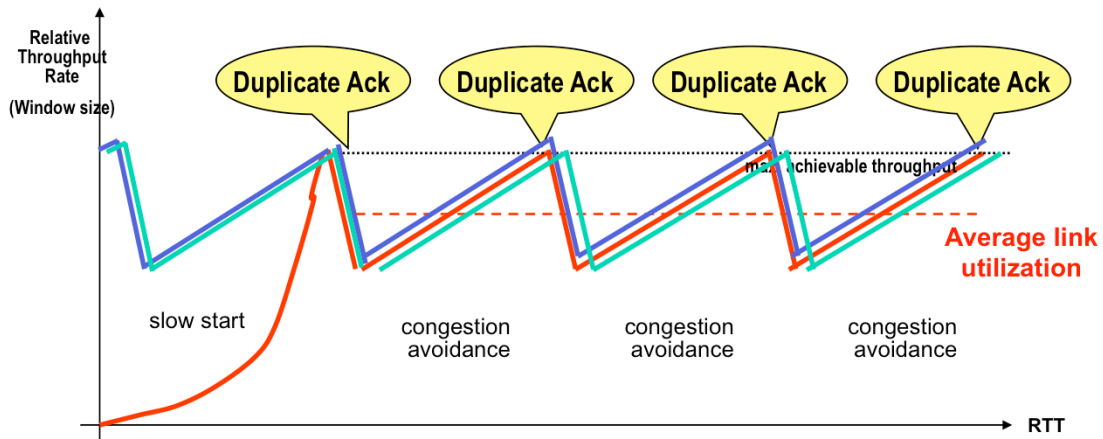 Relative
Throughput
Rate
(Window size)
Duplicate Ack
Duplicate Ack
Duplicate Ack
Duplicate Ack
max achievable throughput
Average link
utilization
slow start
congestion
avoidance
congestion
avoidance
congestion
avoidance
RTT